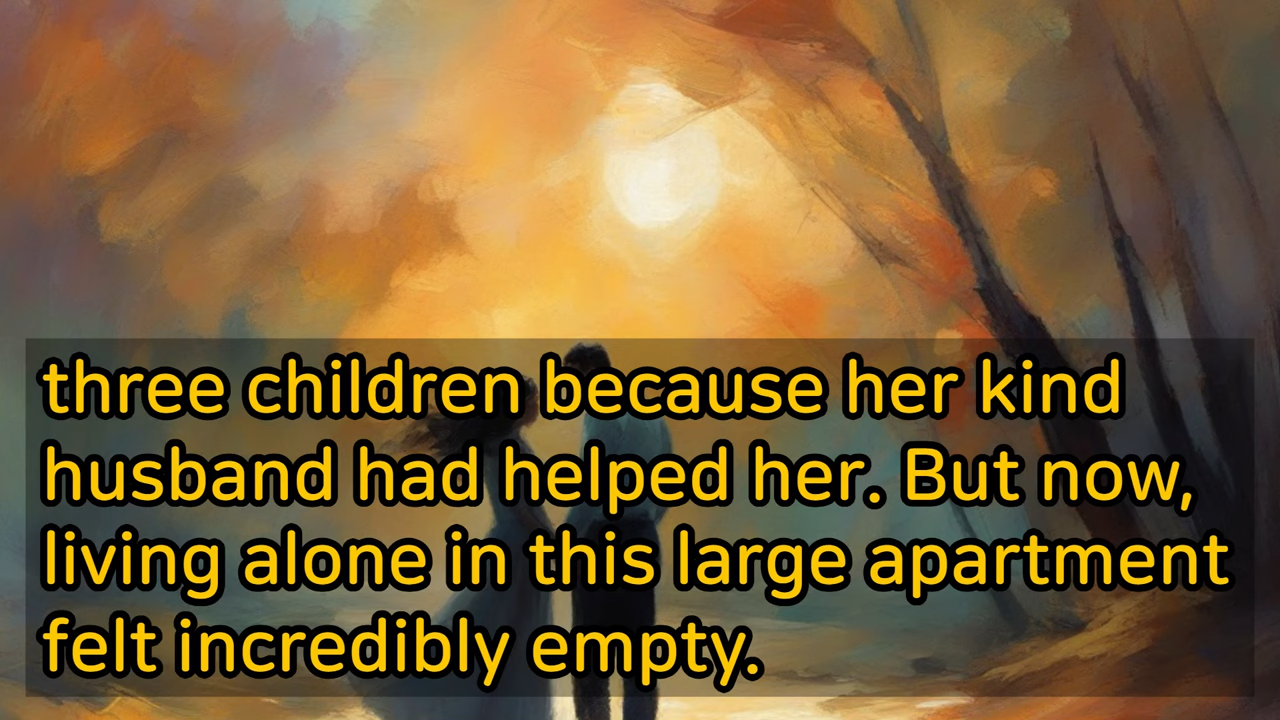 three children because her kind
husband had helped her. But now,
living alone in this large apartment
felt incredibly empty.